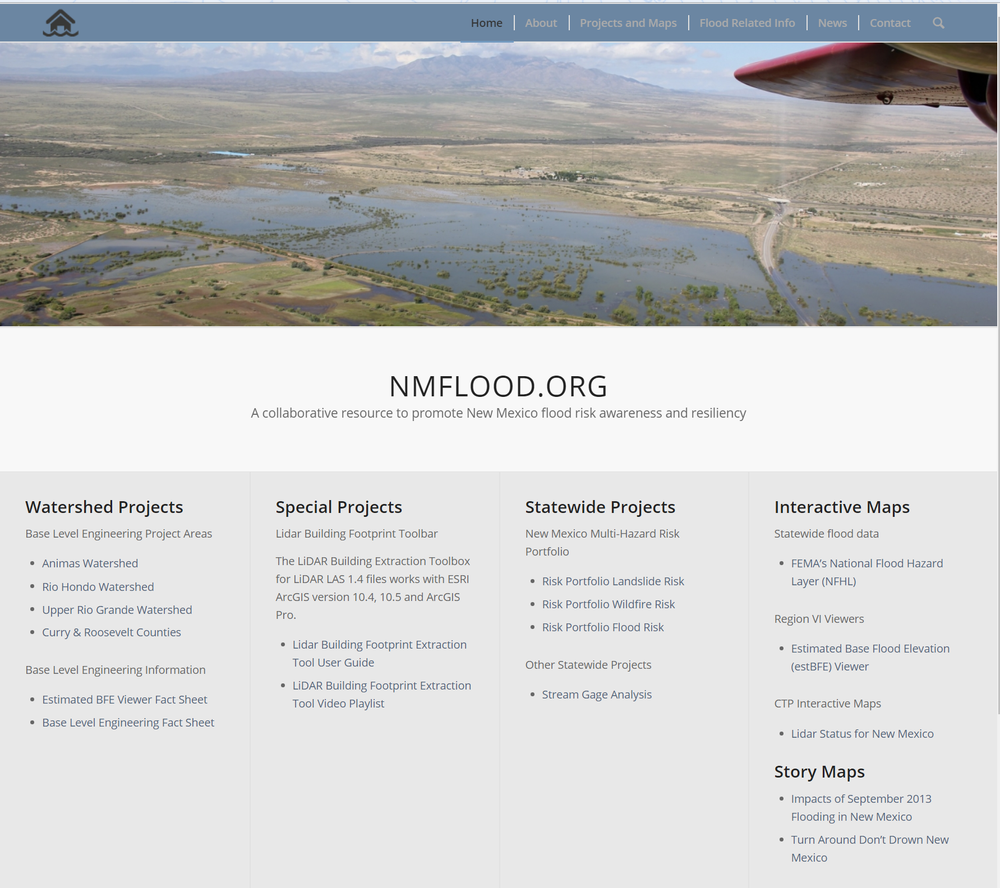 Home
About
Projects and Maps
Flood Related Info
News
Contact
NMFLOOD.ORG
A collaborative resource to promote New Mexico flood risk awareness and resiliency
Watershed Projects
Base Level Engineering Project Areas
Animas Watershed
Rio Hondo Watershed
Upper Rio Grande Watershed
Curry & Roosevelt Counties
Base Level Engineering Information
Estimated BFE Viewer Fact Sheet
Base Level Engineering Fact Sheet
Special Projects
Lidar Building Footprint Toolbar
The LiDAR Building Extraction Toolbox
for LiDAR LAS 1.4 files works with ESRI
ArcGIS version 10.4, 10.5 and ArcGIS
Pro.
Lidar Building Footprint Extraction
Tool User Guide
LiDAR Building Footprint Extraction
Tool Video Playlist
Statewide Projects
New Mexico Multi-Hazard Risk
Portfolio
Risk Portfolio Landslide Risk
Risk Portfolio Wildfire Risk
Risk Portfolio Flood Risk
Other Statewide Projects
Stream Gage Analysis
Interactive Maps
Statewide flood data
FEMA’s National Flood Hazard
Layer (NFHL)
Region VI Viewers
Estimated Base Flood Elevation
(estBFE) Viewer
CTP Interactive Maps
Lidar Status for New Mexico
Story Maps
Impacts of September 2013
Flooding in New Mexico
Turn Around Don’t Drown New
Mexico